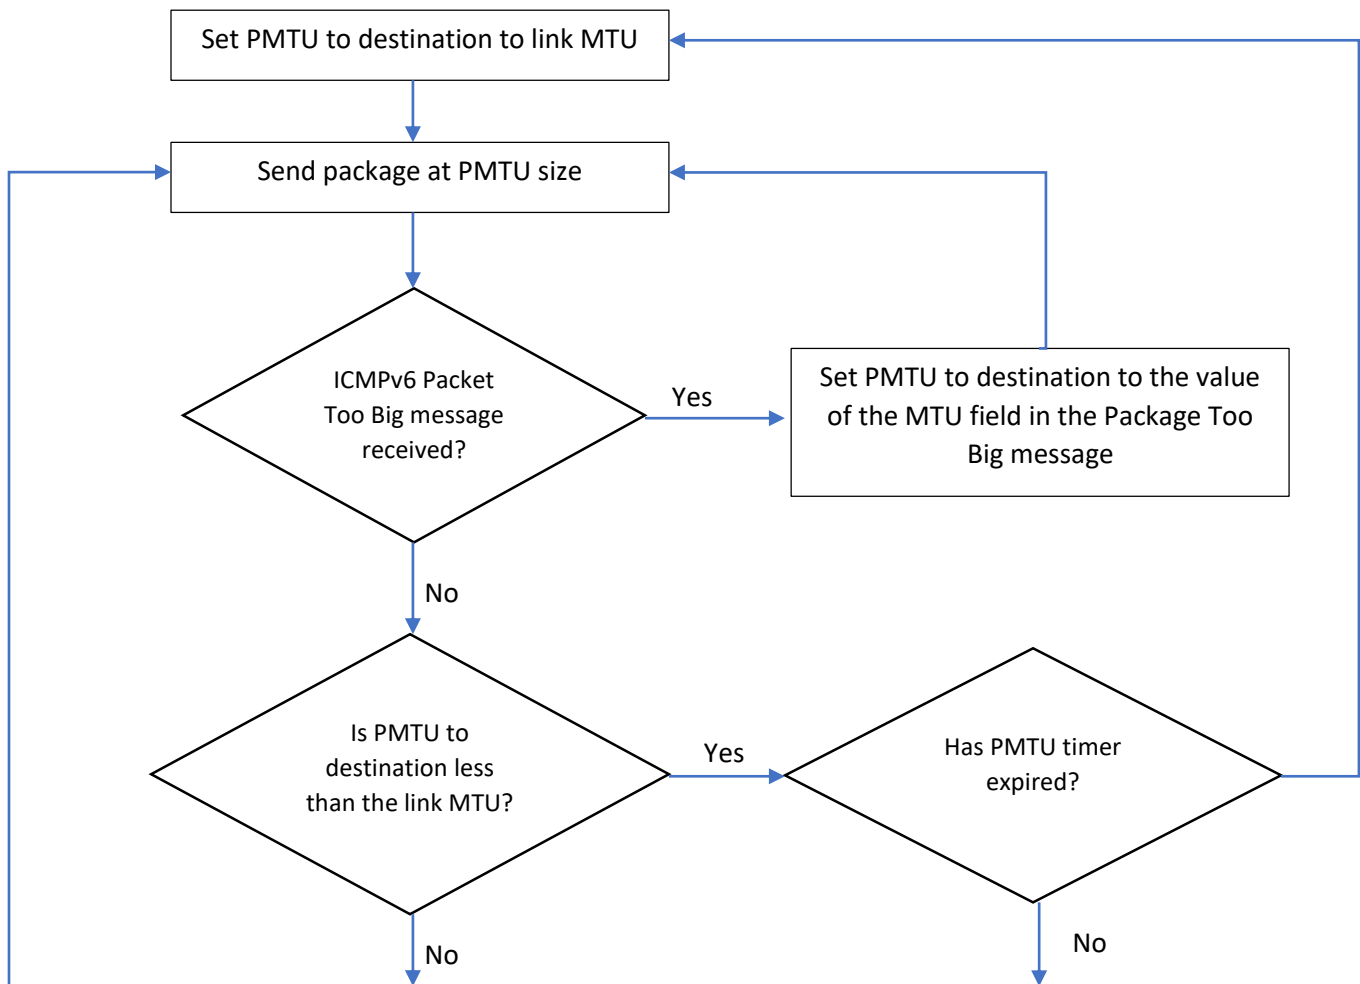 Set PMTU to destination to link MTU
Send package at PMTU size
ICMPv6 Packet
Too Big message
received?
Yes
Set PMTU to destination to the value
of the MTU field in the Package Too
Big message
No
Is PMTU to
destination less
than the link MTU?
Yes
Has PMTU timer
expired?
No
No